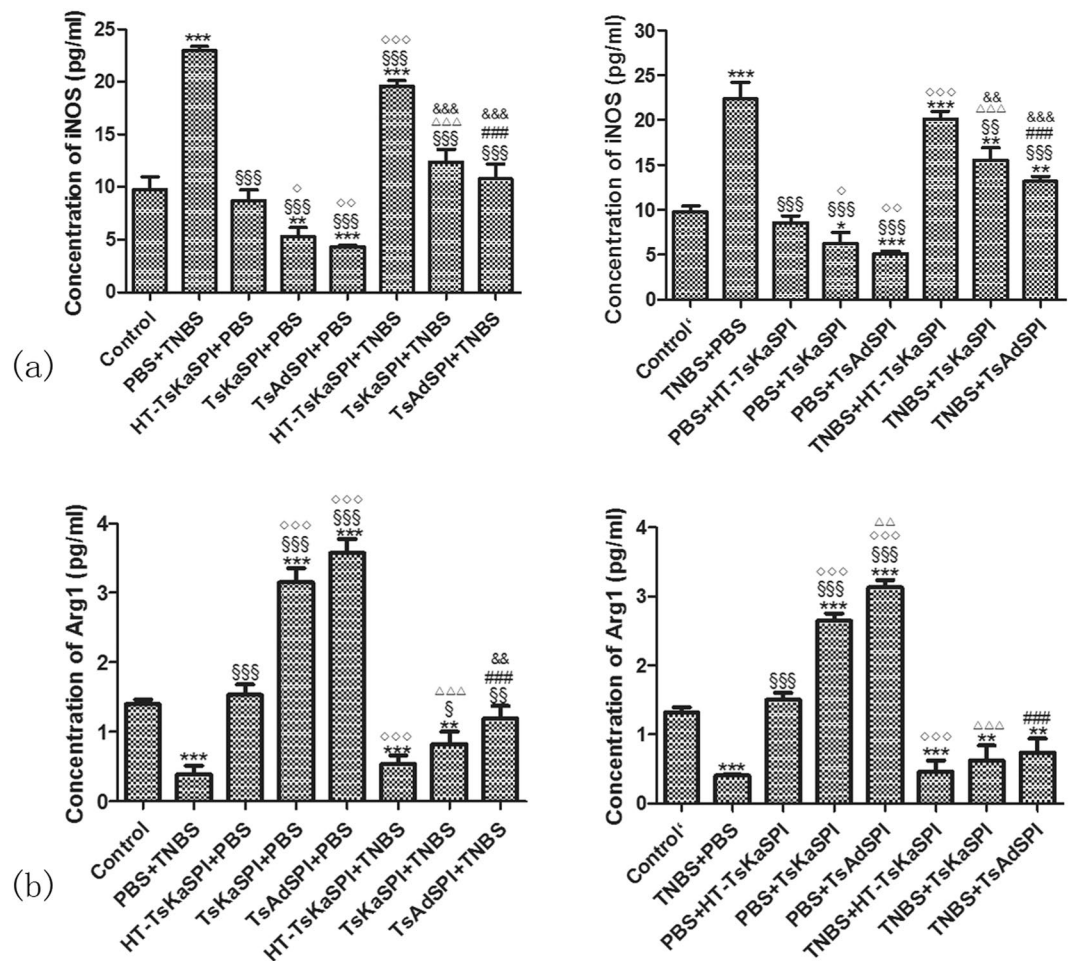 Concentration of iNOS (pg/ml)
25
20
15
10
5
0
***
§§§
◇
§§§
**
◇◇
§§§
***
◇◇◇
§§§
***
&&&
△△△
§§§
&&&
###
§§§
Control
PBS+TNBS
HT-TsKaSPI+PBS
TsKaSPI+PBS
TsAdSPI+PBS
HT-TsKaSPI+TNBS
TsKaSPI+TNBS
TsAdSPI+TNBS
Concentration of iNOS (pg/ml)
30
25
20
15
10
5
0
***
§§§
◇
§§§
*
◇◇
§§§
***
◇◇◇
***
&&
△△△
§§
**
&&&
###
§§§
**
Control‘
TNBS+PBS
PBS+HT-TsKaSPI
PBS+TsKaSPI
PBS+TsAdSPI
TNBS+HT-TsKaSPI
TNBS+TsKaSPI
TNBS+TsAdSPI
(a)
Concentration of Arg1 (pg/ml)
4
3
2
1
0
***
§§§
◇◇◇
§§§
***
◇◇◇
§§§
***
◇◇◇
***
△△△
§
**
&&
###
§§
Control
PBS+TNBS
HT-TsKaSPI+PBS
TsKaSPI+PBS
TsAdSPI+PBS
HT-TsKaSPI+TNBS
TsKaSPI+TNBS
TsAdSPI+TNBS
Concentration of Arg1 (pg/ml)
4
3
2
1
0
***
§§§
◇◇◇
§§§
***
△△
◇◇◇
§§§
***
◇◇◇
***
△△△
**
###
**
Control‘
TNBS+PBS
PBS+HT-TsKaSPI
PBS+TsKaSPI
PBS+TsAdSPI
TNBS+HT-TsKaSPI
TNBS+TsKaSPI
TNBS+TsAdSPI
(b)